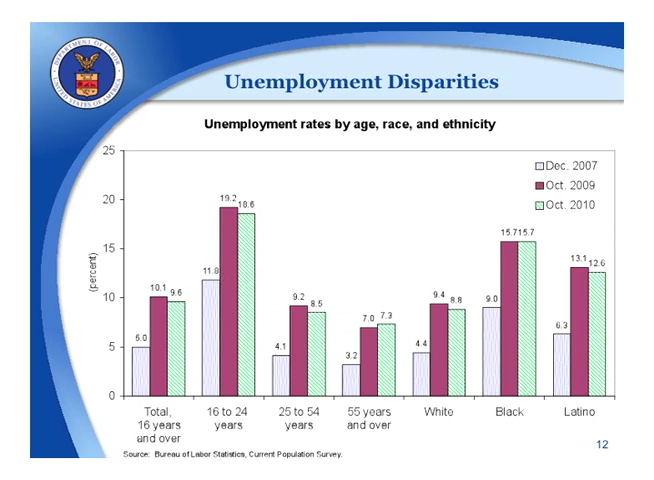 DEPARTMENT OF LABOR
UNITED STATES OF AMERICA
Unemployment Disparities
Unemployment rates by age, race, and ethnicity
25
20
15
10
5
0
(percent)
Dec. 2007
Oct. 2009
Oct. 2010
5.0
10.1
9.6
11.8
19.2
18.6
4.1
9.2
8.5
3.2
7.0
7.3
4.4
9.4
8.8
9.0
15.7
15.7
6.3
13.1
12.6
Total,
16 years
and over
16 to 24
years
25 to 54
years
55 years
and over
White
Black
Latino
12
Source: Bureau of Labor Statistics, Current Population Survey.